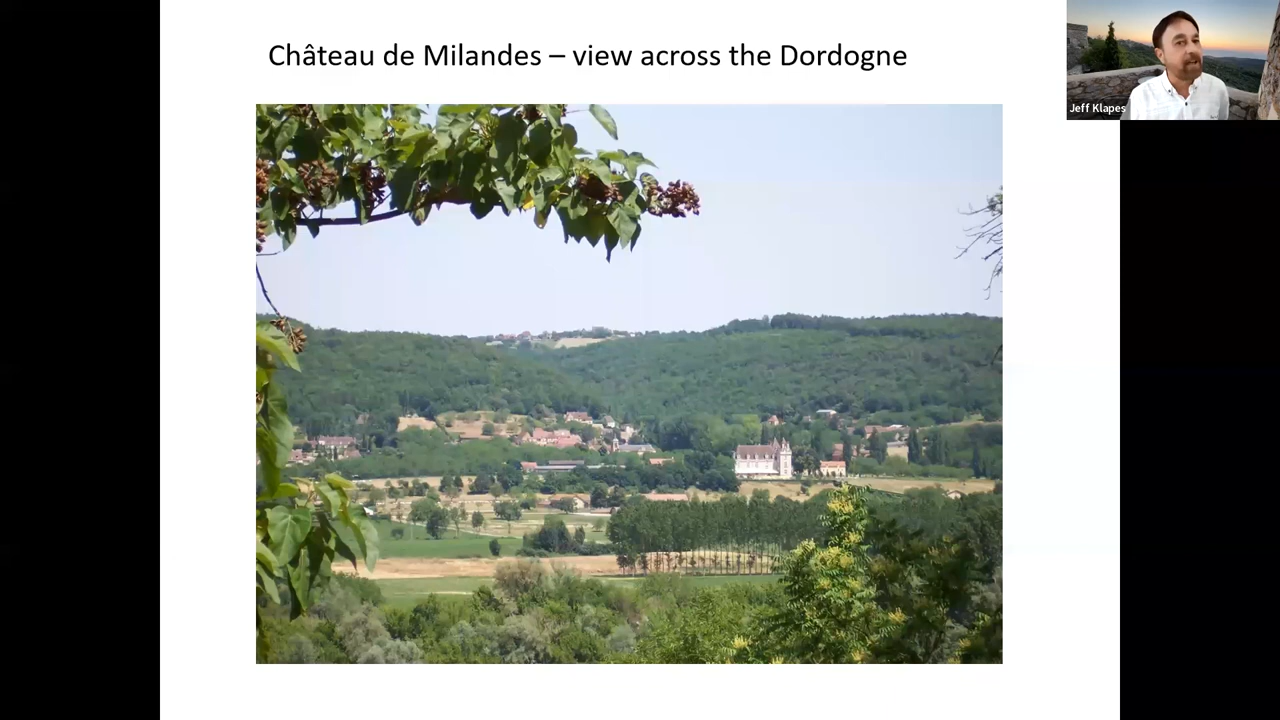 Château de Milandes – view across the Dordogne
Jeff Klapes